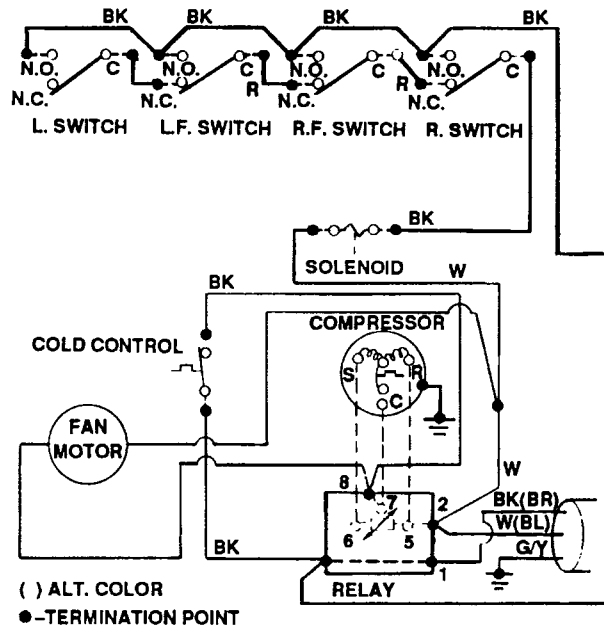 BK BK BK BK
N.O. C N.O. C N.O. C N.O. C
N.C. N.C. R N.C. R N.C.
L. SWITCH L.F. SWITCH R.F. SWITCH R. SWITCH
BK
SOLENOID W
BK
COMPRESSOR
COLD CONTROL
S R
C
FAN
MOTOR
W
8
7 2 BK(BR)
6 5 W(BL)
BK G/Y
1
RELAY
( ) ALT. COLOR
●-TERMINATION POINT